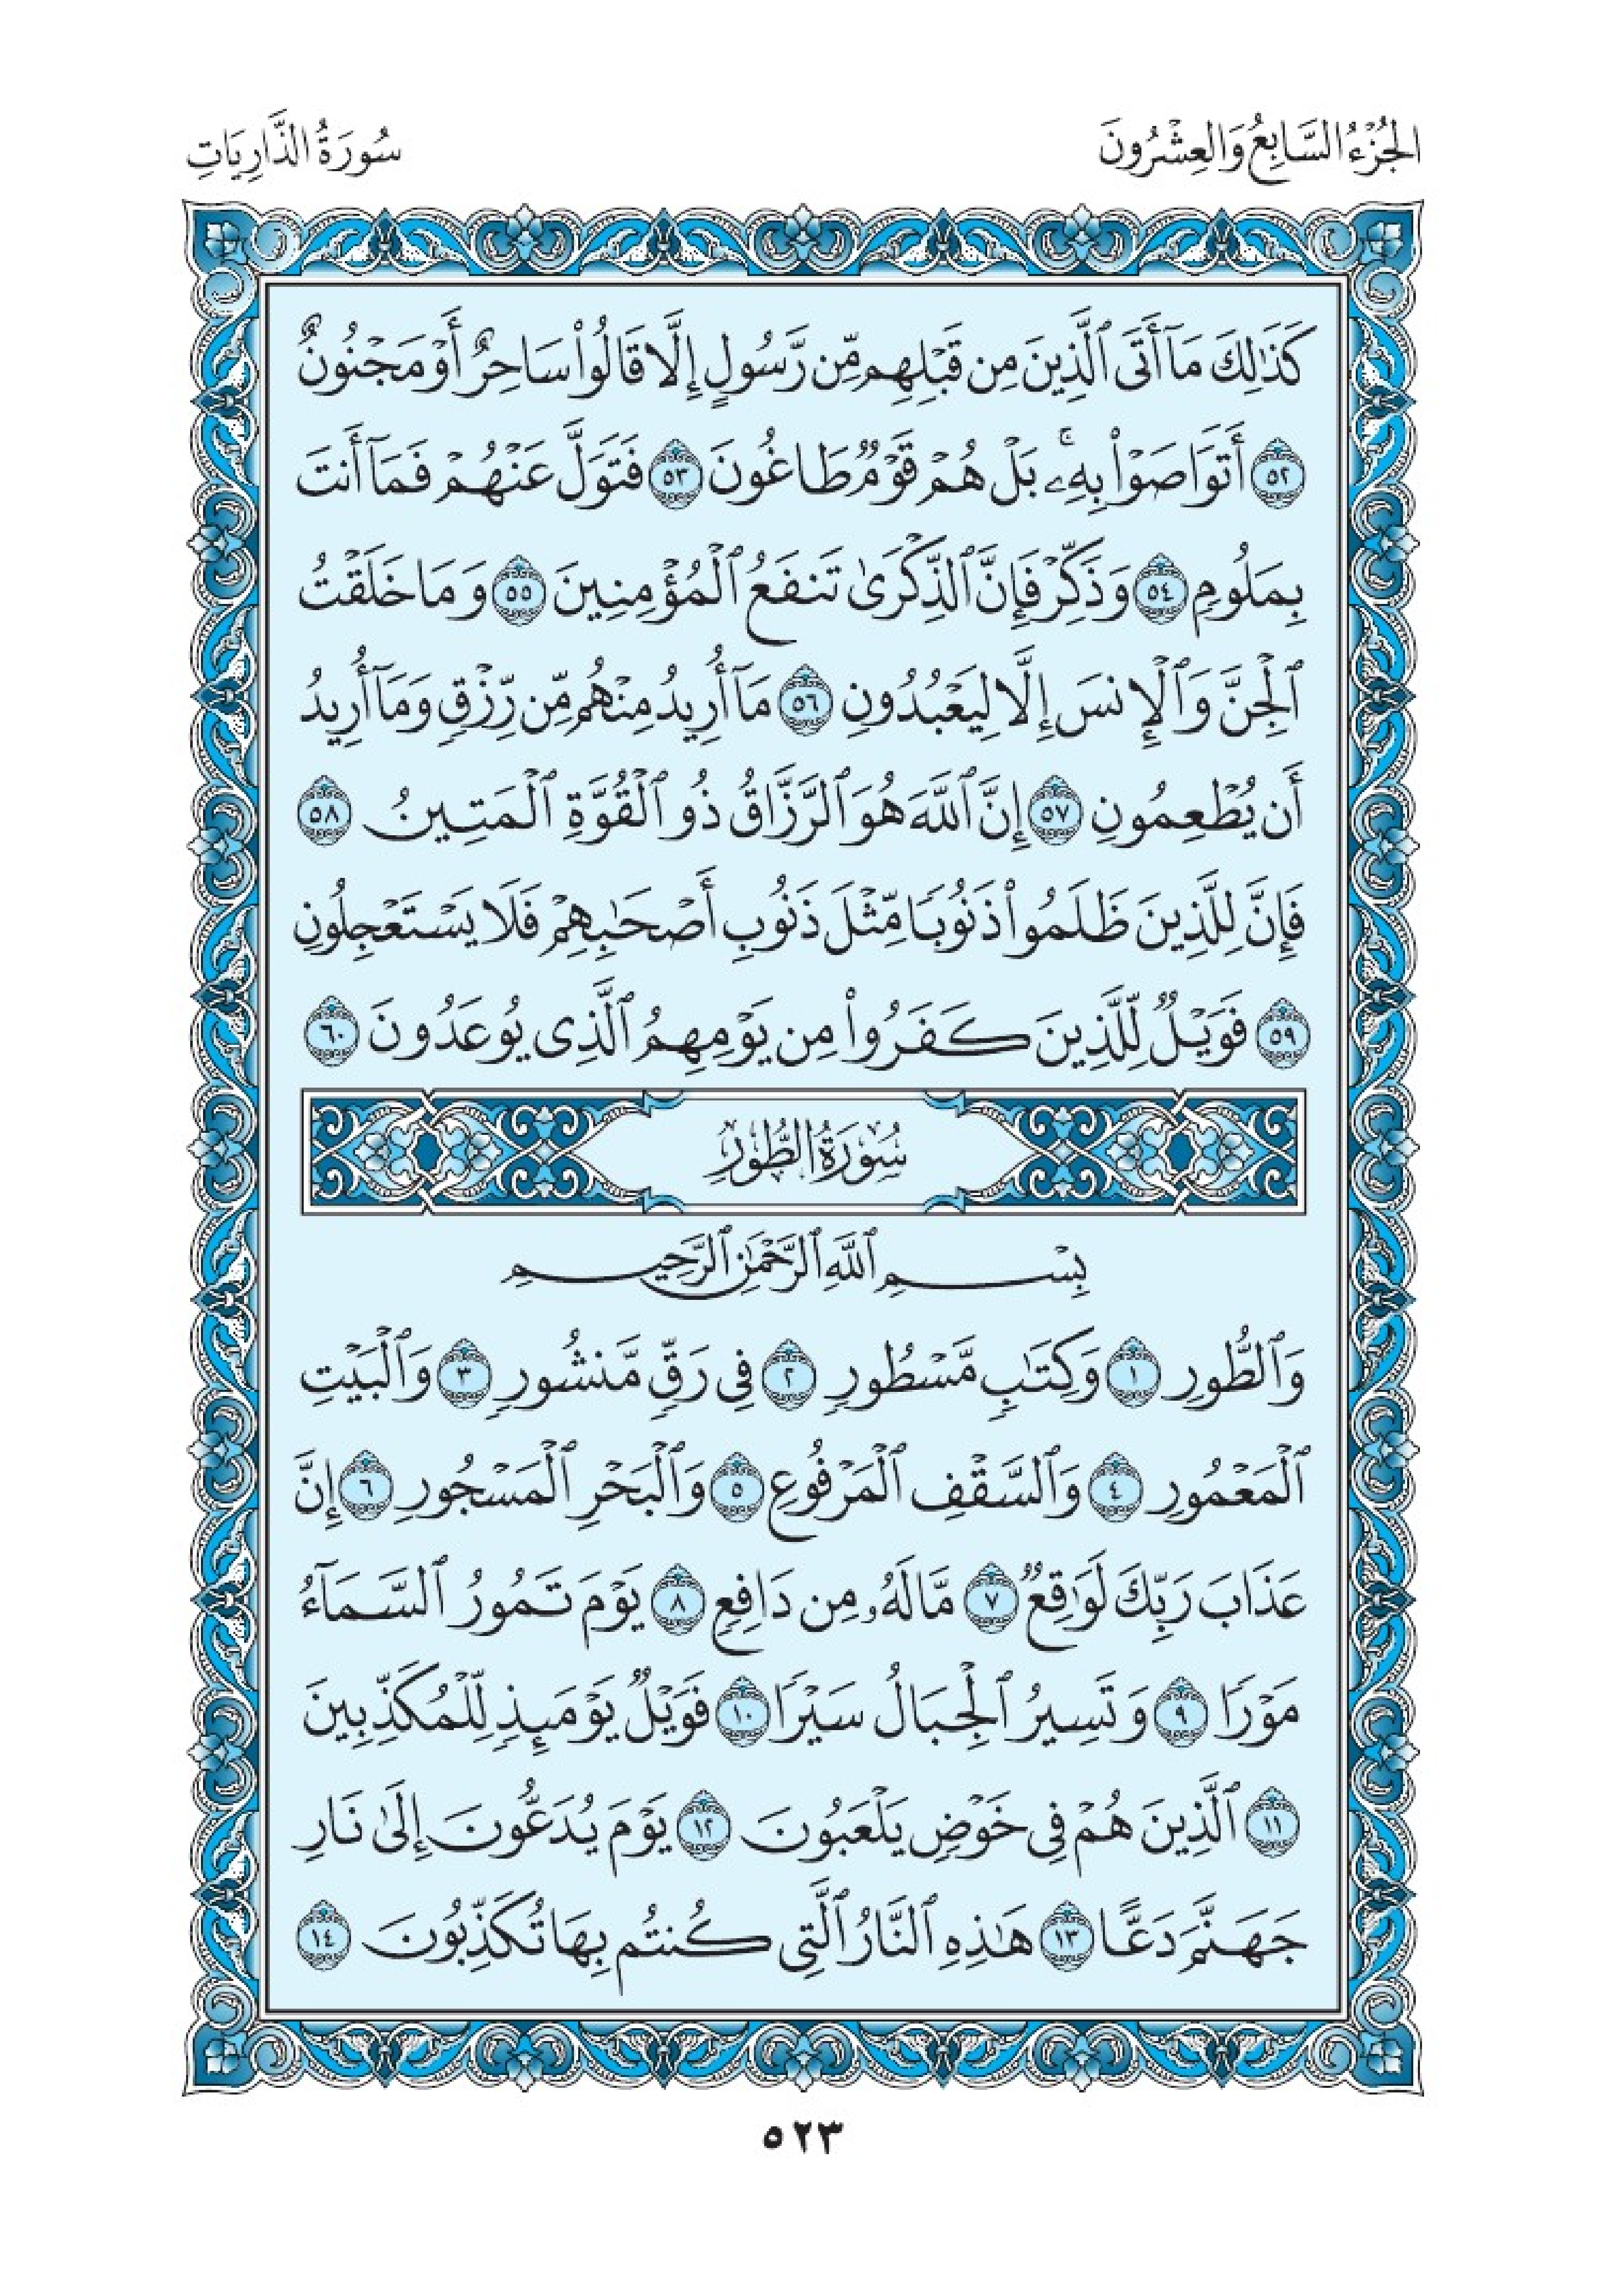 الجُزْءُ السَّابِعُ وَالعِشْرُونَ
سُورَةُ الذَّارِيَاتِ
كَذَٰلِكَ مَآ أَتَى ٱلَّذِينَ مِن قَبْلِهِم مِّن رَّسُولٍ إِلَّا قَالُوا۟ سَاحِرٌ أَوْ مَجْنُونٌ
٥٢ أَتَوَاصَوْا۟ بِهِۦۚ بَلْ هُمْ قَوْمٌ طَاغُونَ ٥٣ فَتَوَلَّ عَنْهُمْ فَمَآ أَنتَ
بِمَلُومٍ ٥٤ وَذَكِّرْ فَإِنَّ ٱلذِّكْرَىٰ تَنفَعُ ٱلْمُؤْمِنِينَ ٥٥ وَمَا خَلَقْتُ
ٱلْجِنَّ وَٱلْإِنسَ إِلَّا لِيَعْبُدُونِ ٥٦ مَآ أُرِيدُ مِنْهُم مِّن رِّزْقٍ وَمَآ أُرِيدُ
أَن يُطْعِمُونِ ٥٧ إِنَّ ٱللَّهَ هُوَ ٱلرَّزَّاقُ ذُو ٱلْقُوَّةِ ٱلْمَتِينُ ٥٨
فَإِنَّ لِلَّذِينَ ظَلَمُوا۟ ذَنُوبًا مِّثْلَ ذَنُوبِ أَصْحَٰبِهِمْ فَلَا يَسْتَعْجِلُونِ
٥٩ فَوَيْلٌ لِّلَّذِينَ كَفَرُوا۟ مِن يَوْمِهِمُ ٱلَّذِى يُوعَدُونَ ٦٠
سُورَةُ الطُّورِ
بِسْمِ ٱللَّهِ ٱلرَّحْمَٰنِ ٱلرَّحِيمِ
وَٱلطُّورِ ١ وَكِتَٰبٍ مَّسْطُورٍ ٢ فِى رَقٍّ مَّنشُورٍ ٣ وَٱلْبَيْتِ
ٱلْمَعْمُورِ ٤ وَٱلسَّقْفِ ٱلْمَرْفُوعِ ٥ وَٱلْبَحْرِ ٱلْمَسْجُورِ ٦ إِنَّ
عَذَابَ رَبِّكَ لَوَٰقِعٌ ٧ مَّا لَهُۥ مِن دَافِعٍ ٨ يَوْمَ تَمُورُ ٱلسَّمَآءُ
مَوْرًا ٩ وَتَسِيرُ ٱلْجِبَالُ سَيْرًا ١٠ فَوَيْلٌ يَوْمَئِذٍ لِّلْمُكَذِّبِينَ
١١ ٱلَّذِينَ هُمْ فِى خَوْضٍ يَلْعَبُونَ ١٢ يَوْمَ يُدَعُّونَ إِلَىٰ نَارِ
جَهَنَّمَ دَعًّا ١٣ هَٰذِهِ ٱلنَّارُ ٱلَّتِى كُنتُم بِهَا تُكَذِّبُونَ ١٤
٥٢٣